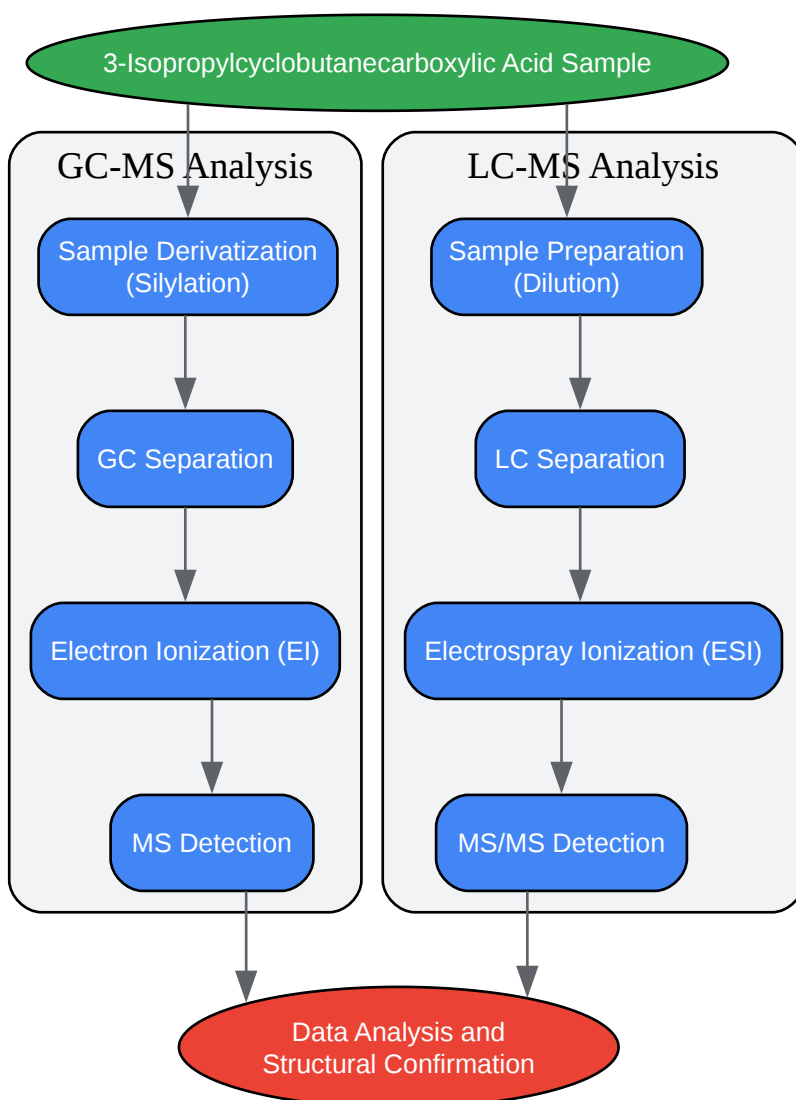 3-Isopropylcyclobutanecarboxylic Acid Sample
GC-MS Analysis
Sample Derivatization
(Silylation)
GC Separation
Electron Ionization (EI)
MS Detection
LC-MS Analysis
Sample Preparation
(Dilution)
LC Separation
Electrospray Ionization (ESI)
MS/MS Detection
Data Analysis and
Structural Confirmation